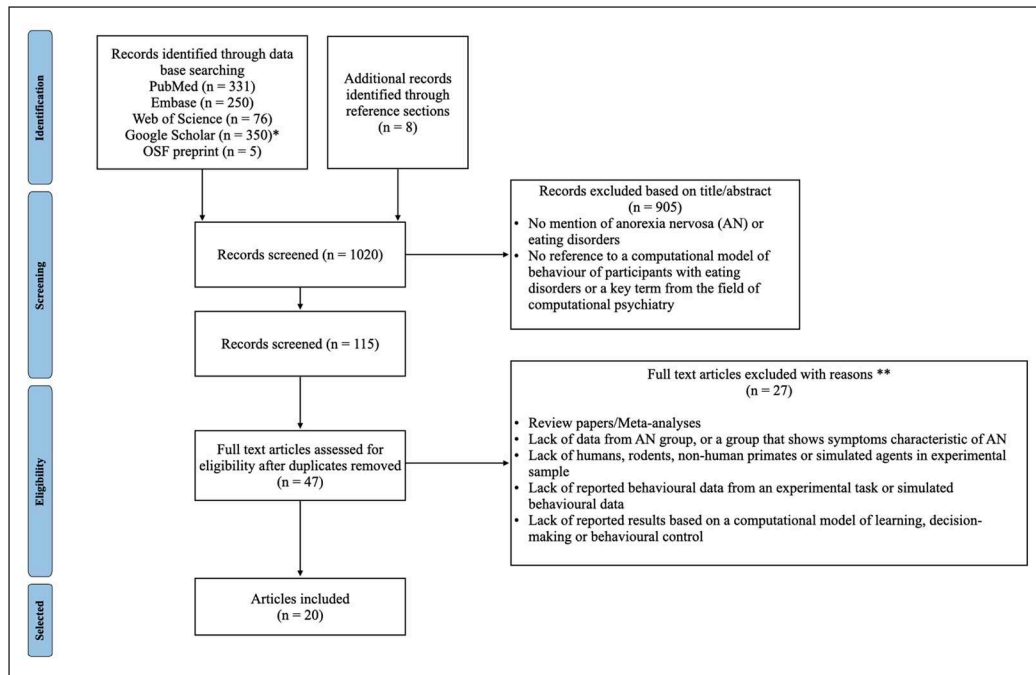 Identification
Records identified through data
base searching
PubMed (n = 331)
Embase (n = 250)
Web of Science (n = 76)
Google Scholar (n = 350)*
OSF preprint (n = 5)
Additional records
identified through
reference sections
(n = 8)
Screening
Records screened (n = 1020)
Records excluded based on title/abstract
(n = 905)
• No mention of anorexia nervosa (AN) or
eating disorders
• No reference to a computational model of
behaviour of participants with eating
disorders or a key term from the field of
computational psychiatry
Records screened (n = 115)
Eligibility
Full text articles assessed for
eligibility after duplicates removed
(n = 47)
Full text articles excluded with reasons **
(n = 27)
• Review papers/Meta-analyses
• Lack of data from AN group, or a group that shows symptoms characteristic of AN
• Lack of humans, rodents, non-human primates or simulated agents in experimental
sample
• Lack of reported behavioural data from an experimental task or simulated
behavioural data
• Lack of reported results based on a computational model of learning, decision-
making or behavioural control
Selected
Articles included
(n = 20)